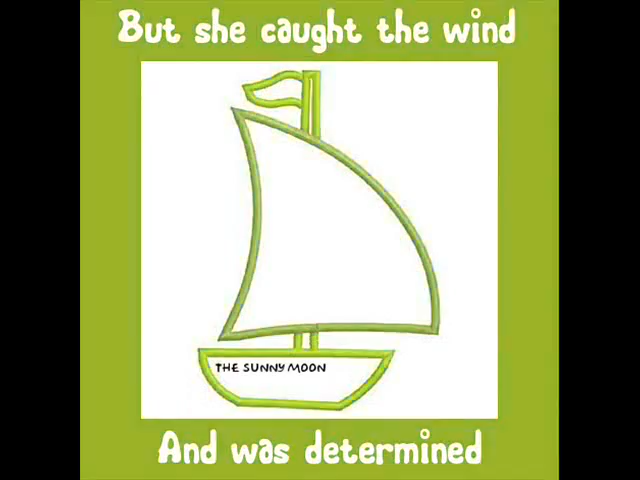 But she caught the wind
THE SUNNY MOON
And was determined